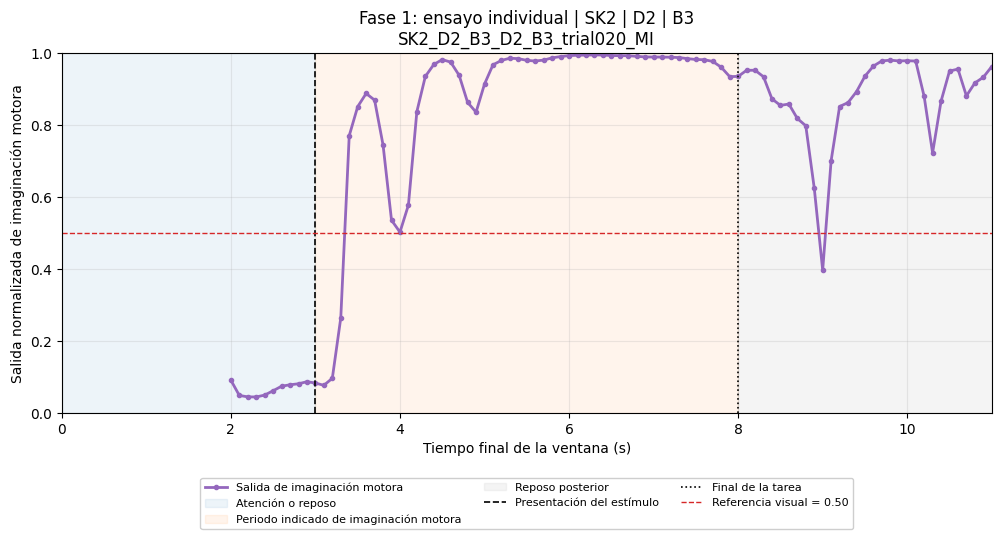 Fase 1: ensayo individual | SK2 | D2 | B3
SK2_D2_B3_D2_B3_trial020_MI
Salida normalizada de imaginación motora
1.0
0.8
0.6
0.4
0.2
0.0
0 2 4 6 8 10
Tiempo final de la ventana (s)
Salida de imaginación motora
Atención o reposo
Periodo indicado de imaginación motora
Reposo posterior
Presentación del estímulo
Final de la tarea
Referencia visual = 0.50